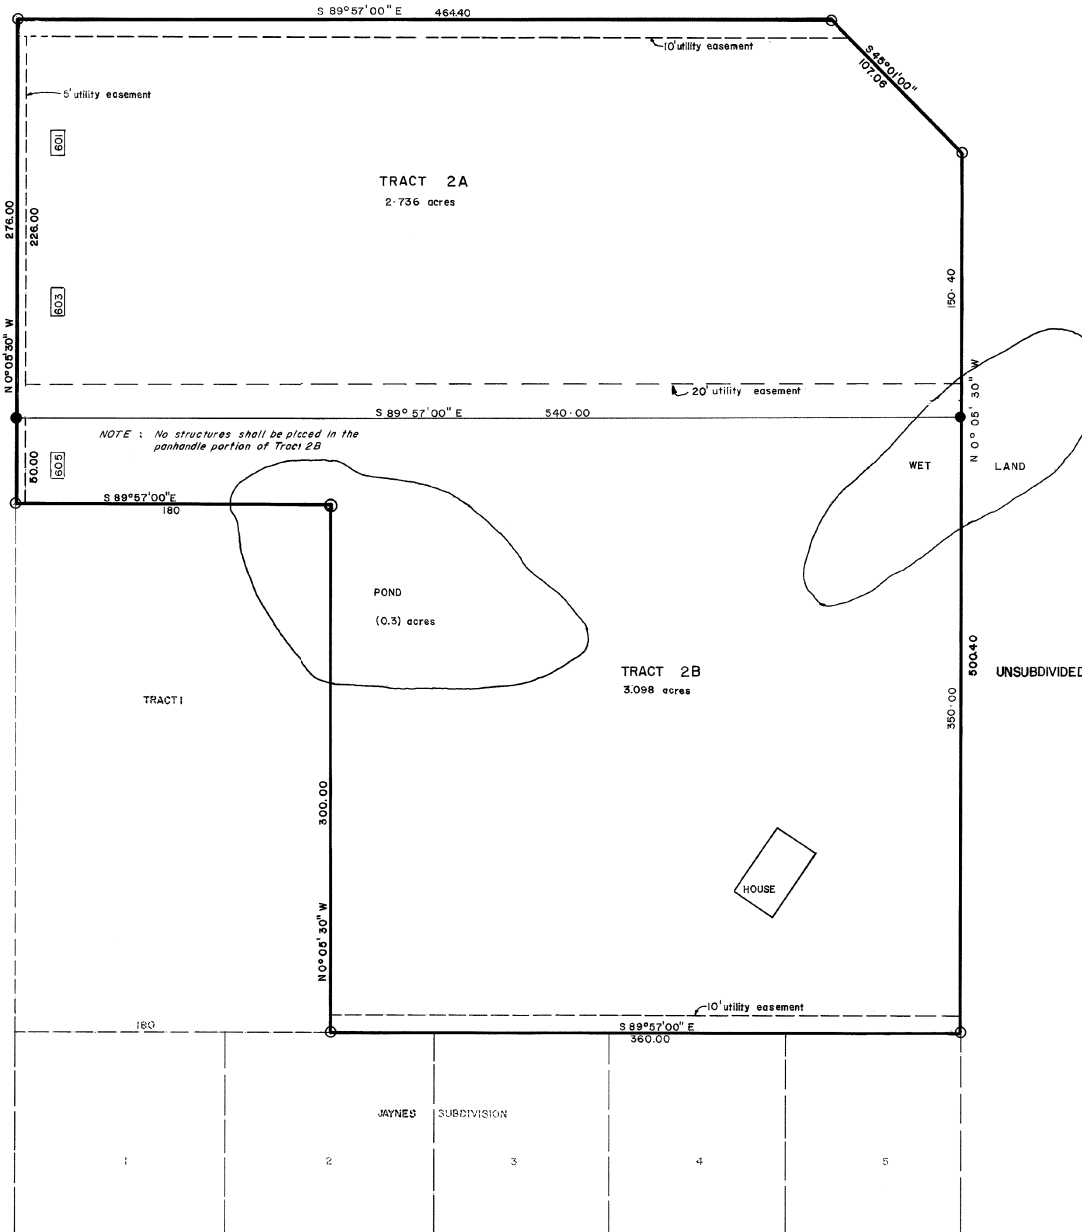 S 89°57'00" E 464.40
10' utility easement
S 45°01'00"
107.06
5' utility easement
601
TRACT 2A
2.736 acres
276.00
226.00
603
150.40
N 0°05'30" W
20' utility easement
S 89°57'00" E 540.00
N 0°05'30" W
NOTE : No structures shall be placed in the
panhandle portion of Tract 2B
50.00
605
WET LAND
S 89°57'00" E
180
POND
(0.3) acres
500.40
TRACT 2B
3.098 acres
UNSUBDIVIDED
TRACT 1
350.00
300.00
HOUSE
N 0°05'30" W
10' utility easement
180
S 89°57'00" E
360.00
JAYNES SUBDIVISION
1 2 3 4 5